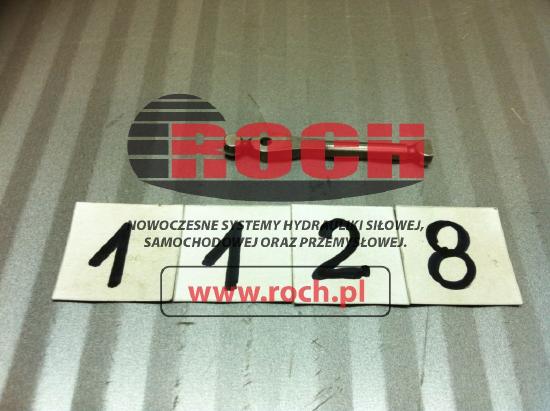 ROCH
NOWOCZESNE SYSTEMY HYDRAULIKI SIŁOWEJ,
SAMOCHODOWEJ ORAZ PRZEMYSŁOWEJ.
1 1 2 8
www.roch.pl